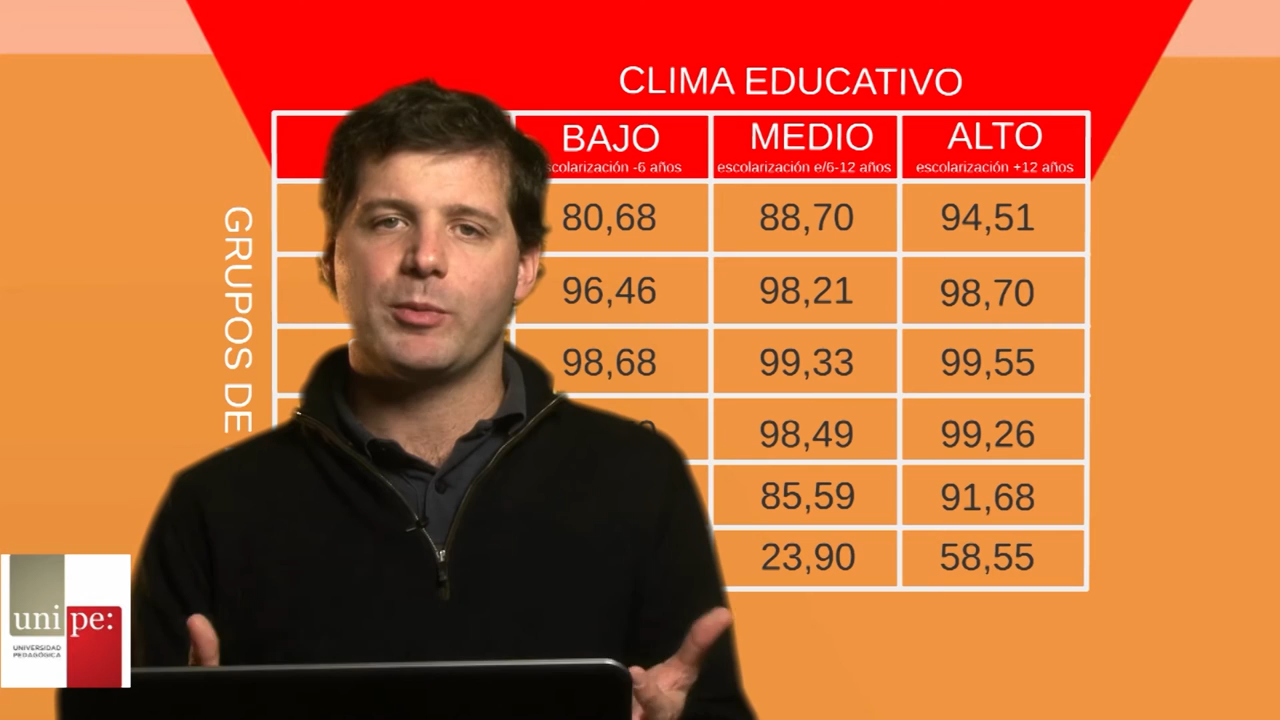 CLIMA EDUCATIVO
BAJO MEDIO ALTO
escolarización -6 años escolarización e/6-12 años escolarización +12 años
GRUPOS DE
80,68 88,70 94,51
96,46 98,21 98,70
98,68 99,33 99,55
98,49 99,26
85,59 91,68
23,90 58,55
uni pe:
UNIVERSIDAD
PEDAGÓGICA